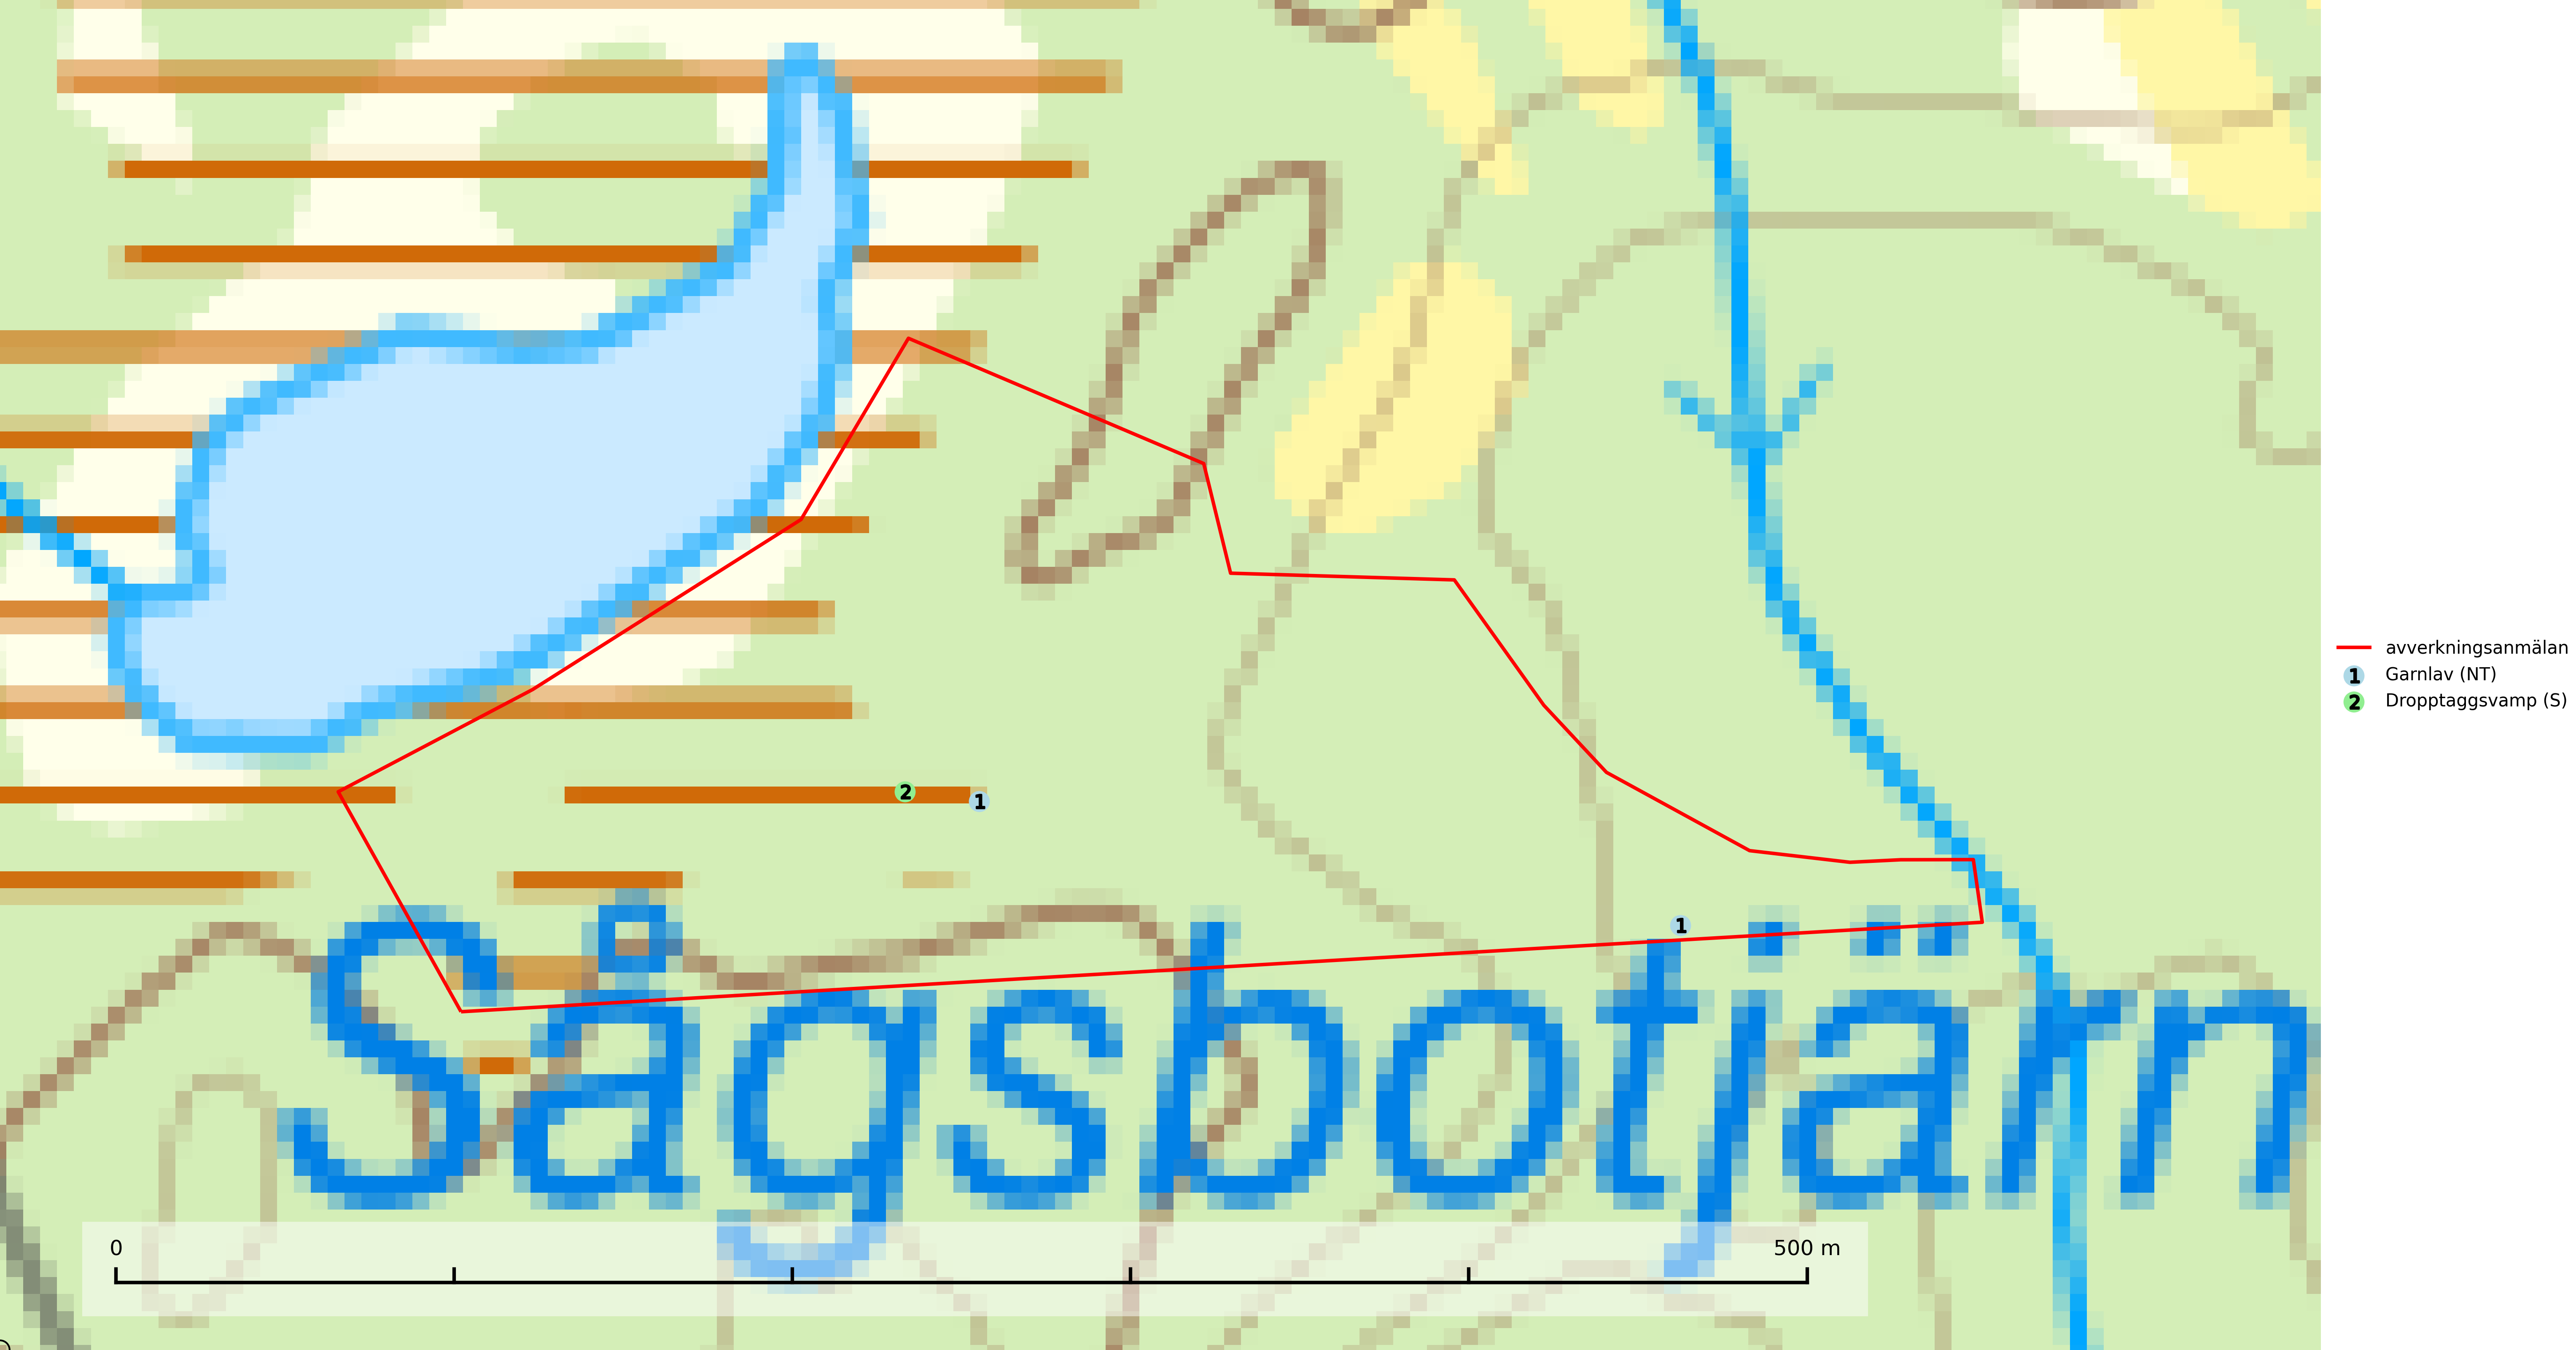 2
1
1
Sågsbotjärn
0
500 m
avverkningsanmälan
1 Garnlav (NT)
2 Dropptaggsvamp (S)